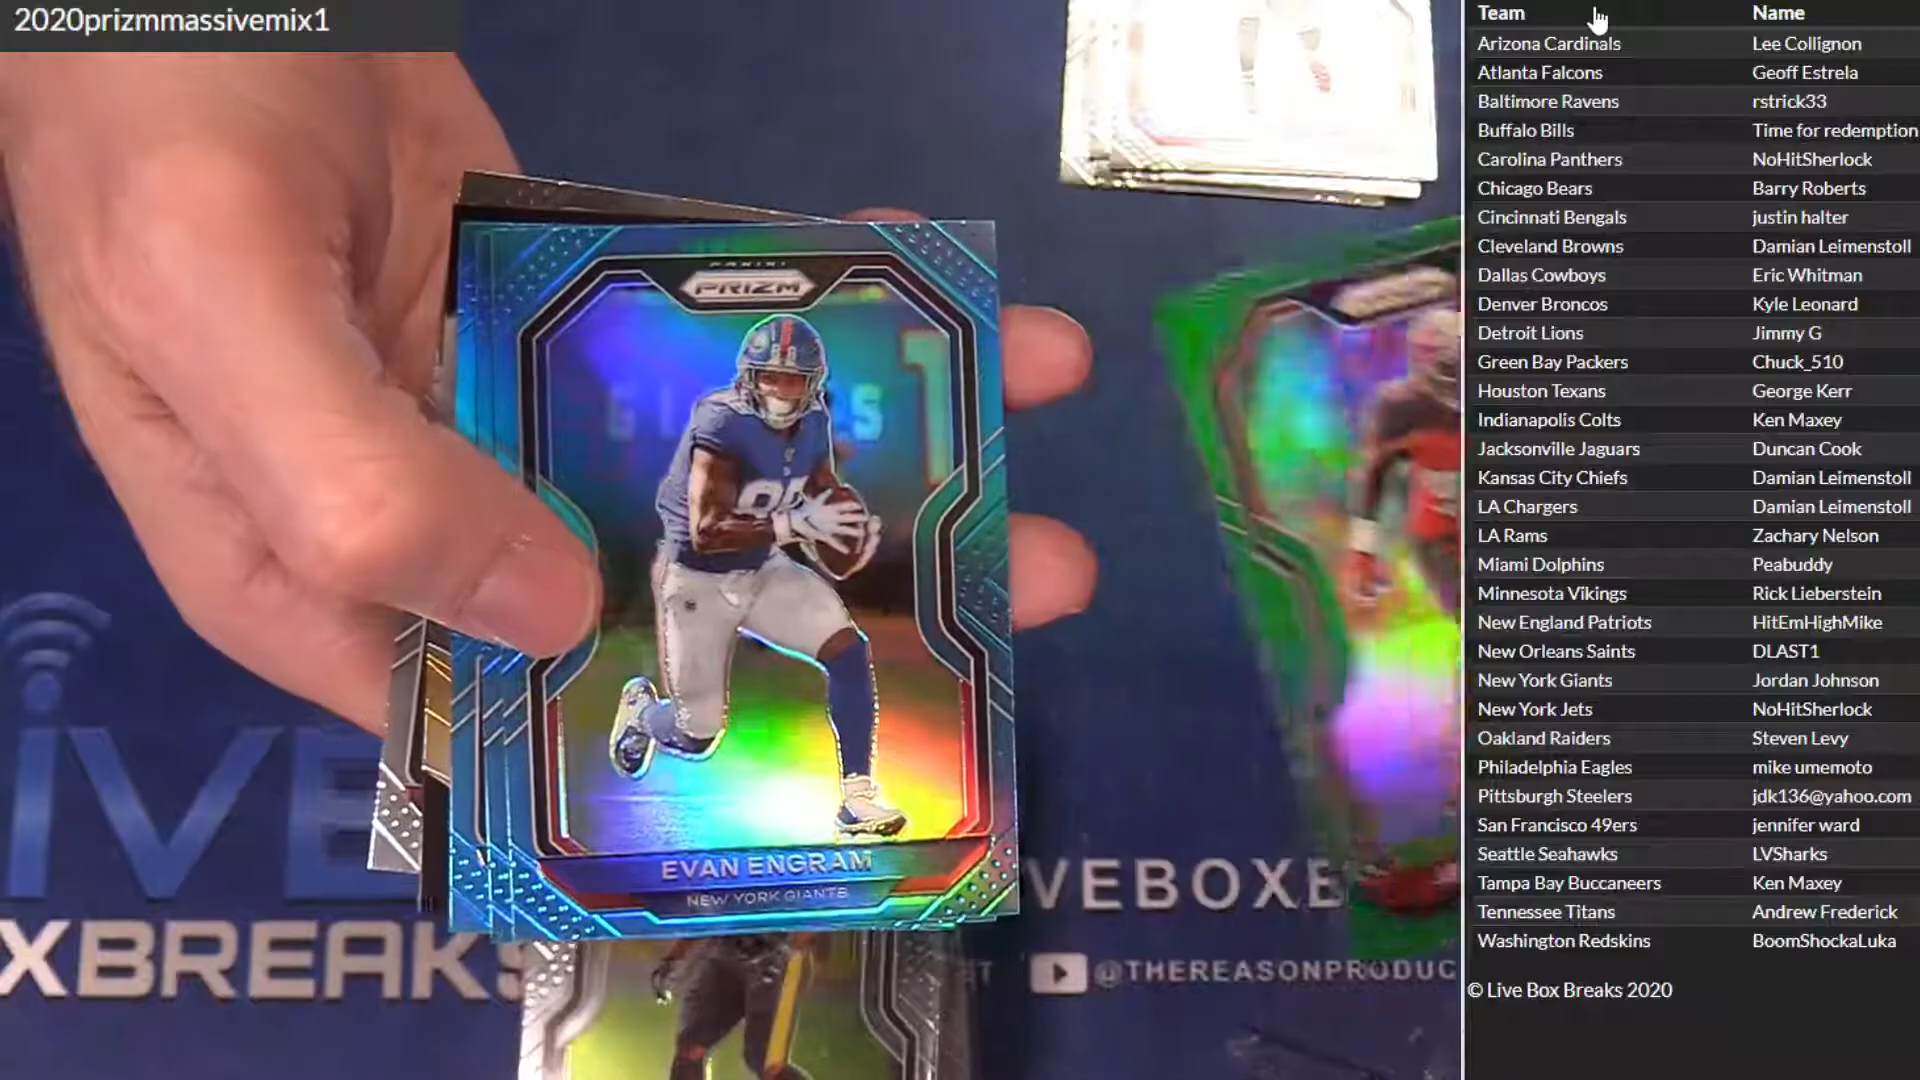 2020prizmmassivemix1
Team Name
Arizona Cardinals Lee Collignon
Atlanta Falcons Geoff Estrela
Baltimore Ravens rstrick33
Buffalo Bills Time for redemption
Carolina Panthers NoHitSherlock
Chicago Bears Barry Roberts
Cincinnati Bengals justin halter
Cleveland Browns Damian Leimenstoll
Dallas Cowboys Eric Whitman
Denver Broncos Kyle Leonard
Detroit Lions Jimmy G
Green Bay Packers Chuck_510
Houston Texans George Kerr
Indianapolis Colts Ken Maxey
Jacksonville Jaguars Duncan Cook
Kansas City Chiefs Damian Leimenstoll
LA Chargers Damian Leimenstoll
LA Rams Zachary Nelson
Miami Dolphins Peabuddy
Minnesota Vikings Rick Lieberstein
New England Patriots HitEmHighMike
New Orleans Saints DLAST1
New York Giants Jordan Johnson
New York Jets NoHitSherlock
Oakland Raiders Steven Levy
Philadelphia Eagles mike umemoto
Pittsburgh Steelers jdk136@yahoo.com
San Francisco 49ers jennifer ward
Seattle Seahawks LVSharks
Tampa Bay Buccaneers Ken Maxey
Tennessee Titans Andrew Frederick
Washington Redskins BoomShockaLuka
© Live Box Breaks 2020
PANINI
PRIZM
EVAN ENGRAM
NEW YORK GIANTS
iVE
XBREAKS
VEBOXB
@THEREASONPRODUC